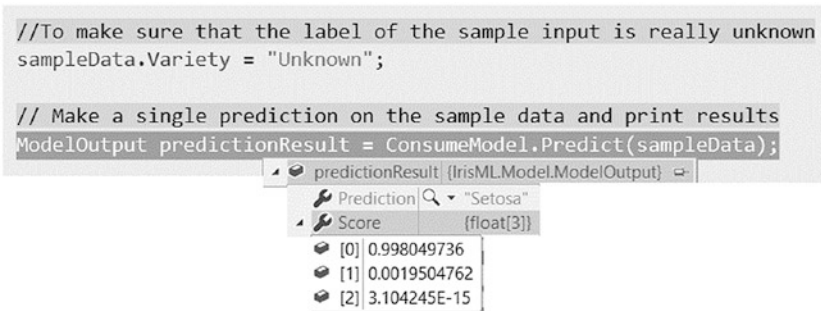 //To make sure that the label of the sample input is really unknown
sampleData.Variety = "Unknown";
// Make a single prediction on the sample data and print results
ModelOutput predictionResult = ConsumeModel.Predict(sampleData);
predictionResult {IrisML.Model.ModelOutput}
Prediction "Setosa"
Score {float[3]}
[0] 0.998049736
[1] 0.0019504762
[2] 3.104245E-15